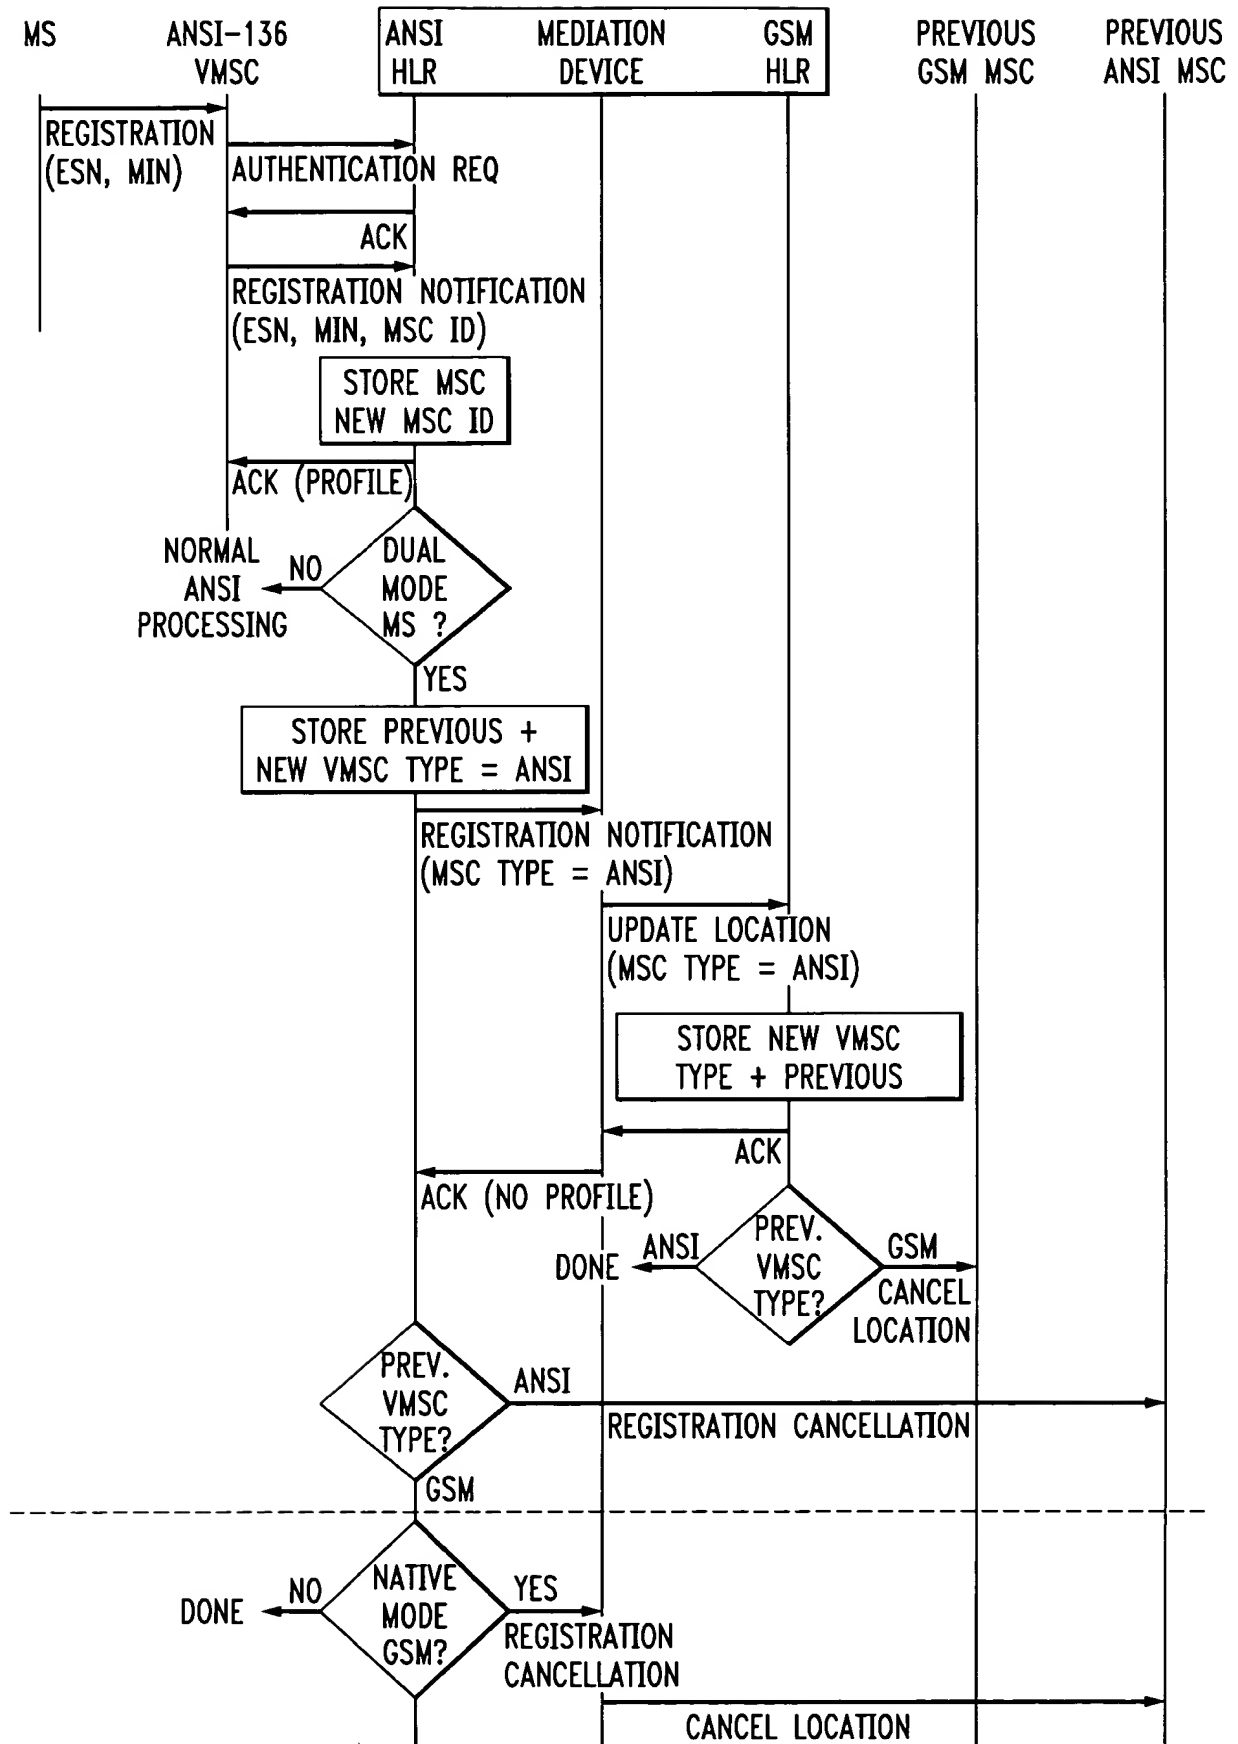 MS
ANSI-136
VMSC
ANSI
HLR
MEDIATION
DEVICE
GSM
HLR
PREVIOUS
GSM MSC
PREVIOUS
ANSI MSC
REGISTRATION
(ESN, MIN)
AUTHENTICATION REQ
ACK
REGISTRATION NOTIFICATION
(ESN, MIN, MSC ID)
STORE MSC
NEW MSC ID
ACK (PROFILE)
DUAL
MODE
MS ?
NO
NORMAL
ANSI
PROCESSING
YES
STORE PREVIOUS +
NEW VMSC TYPE = ANSI
REGISTRATION NOTIFICATION
(MSC TYPE = ANSI)
UPDATE LOCATION
(MSC TYPE = ANSI)
STORE NEW VMSC
TYPE + PREVIOUS
ACK
ACK (NO PROFILE)
PREV.
VMSC
TYPE?
ANSI
DONE
GSM
CANCEL
LOCATION
PREV.
VMSC
TYPE?
ANSI
REGISTRATION CANCELLATION
GSM
NATIVE
MODE
GSM?
NO
DONE
YES
REGISTRATION
CANCELLATION
CANCEL LOCATION